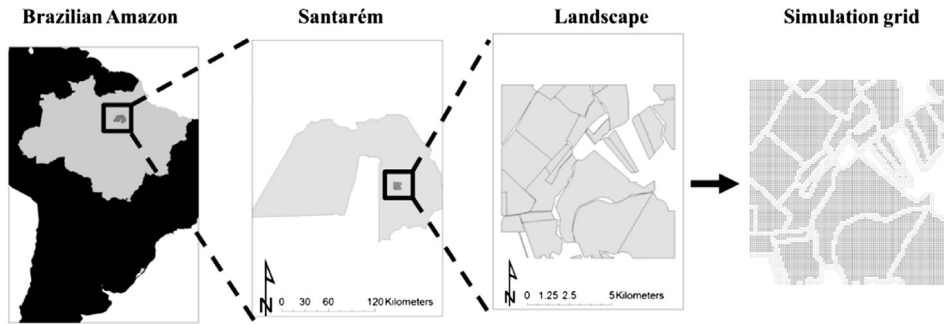 Brazilian Amazon
Santarém
Landscape
Simulation grid
N
0 30 60 120 Kilometers
N
0 1.25 2.5 5 Kilometers